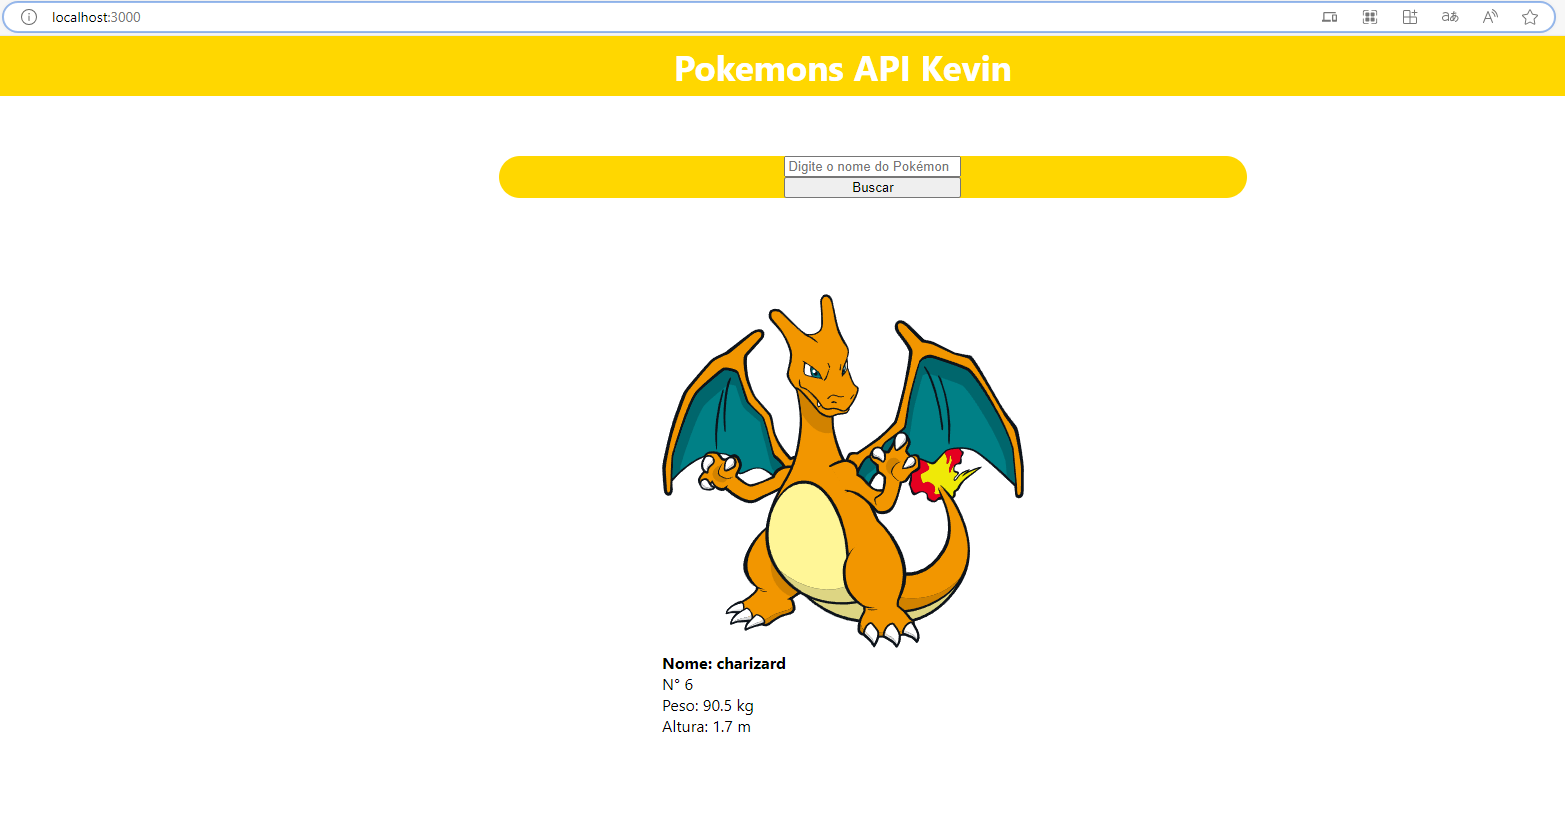 localhost:3000
Pokemons API Kevin
Digite o nome do Pokémon
Buscar
Nome: charizard
N° 6
Peso: 90.5 kg
Altura: 1.7 m